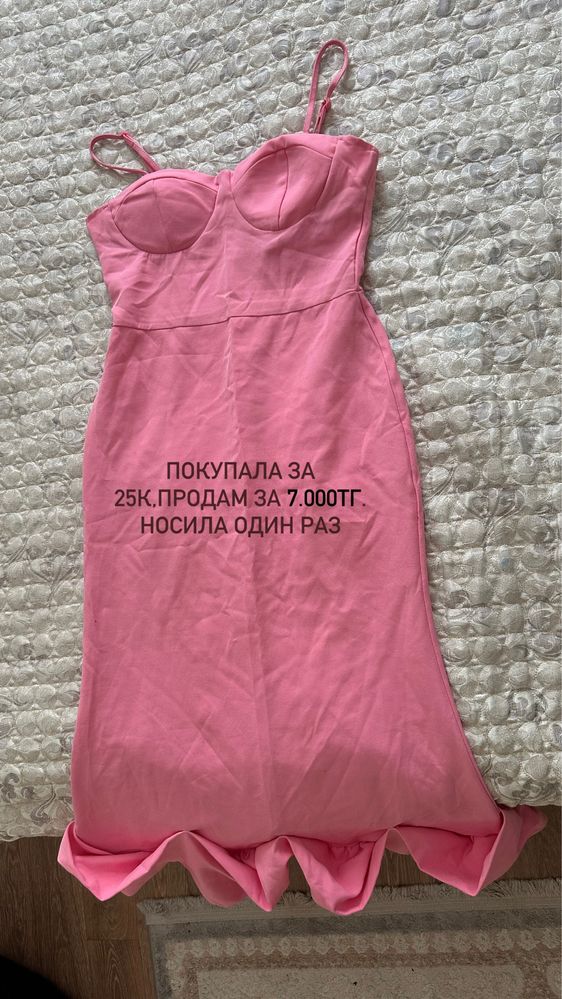 ПОКУПАЛА ЗА
25К,ПРОДАМ ЗА 7.000ТГ.
НОСИЛА ОДИН РАЗ